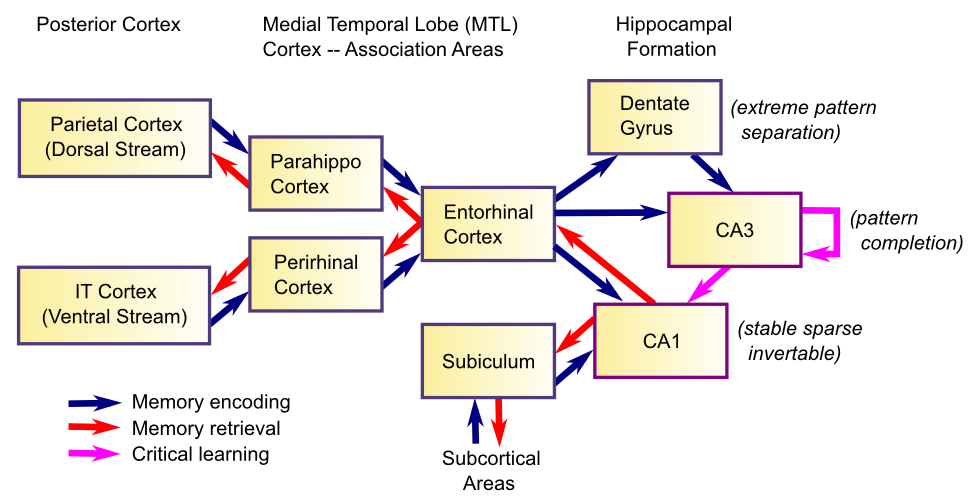 Posterior Cortex
Medial Temporal Lobe (MTL)
Cortex -- Association Areas
Hippocampal
Formation
Parietal Cortex
(Dorsal Stream)
Parahippo
Cortex
Dentate
Gyrus
(extreme pattern
separation)
Entorhinal
Cortex
CA3
(pattern
completion)
IT Cortex
(Ventral Stream)
Perirhinal
Cortex
Subiculum
CA1
(stable sparse
invertable)
Memory encoding
Memory retrieval
Critical learning
Subcortical
Areas